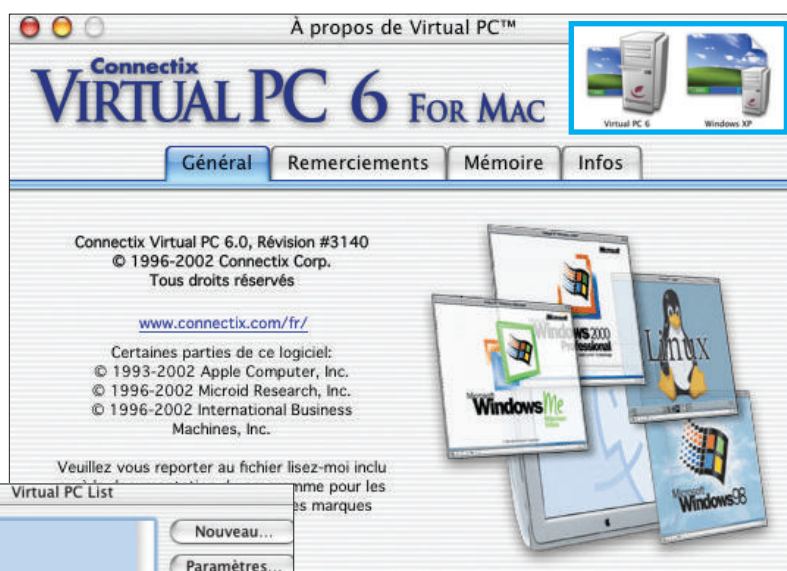 À propos de Virtual PC™
Connectix
VIRTUAL PC 6 FOR MAC
Virtual PC 6
Windows XP
Général
Remerciements
Mémoire
Infos
Connectix Virtual PC 6.0, Révision #3140
© 1996-2002 Connectix Corp.
Tous droits réservés
www.connectix.com/fr/
Certaines parties de ce logiciel:
© 1993-2002 Apple Computer, Inc.
© 1996-2002 Microid Research, Inc.
© 1996-2002 International Business
Machines, Inc.
Veuillez vous reporter au fichier lisez-moi inclu
mme pour les
es marques
Microsoft
Windows 2000
Professional
Linux
Microsoft
Windows Me
Microsoft
Windows98
Virtual PC List
Nouveau...
Paramètres...